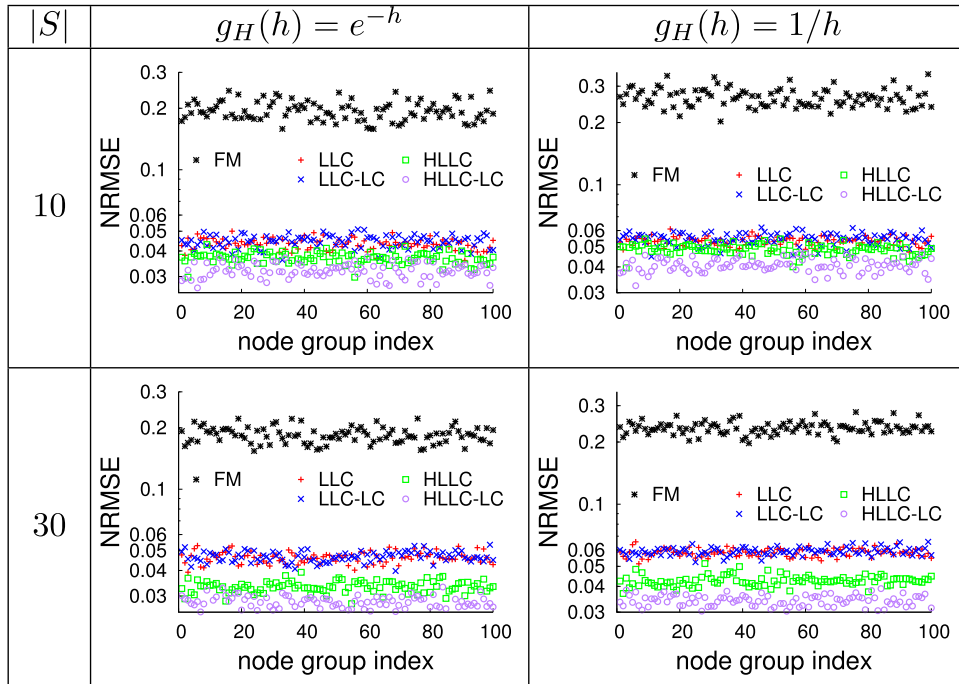 |S| g_H(h) = e^{-h} g_H(h) = 1/h
10
NRMSE
0.3
0.2
0.1
0.06
0.05
0.04
0.03
FM LLC HLLC
LLC-LC HLLC-LC
0 20 40 60 80 100
node group index
NRMSE
0.3
0.2
0.1
0.06
0.05
0.04
0.03
FM LLC HLLC
LLC-LC HLLC-LC
0 20 40 60 80 100
node group index
30
NRMSE
0.3
0.2
0.1
0.06
0.05
0.04
0.03
FM LLC HLLC
LLC-LC HLLC-LC
0 20 40 60 80 100
node group index
NRMSE
0.3
0.2
0.1
0.06
0.05
0.04
0.03
FM LLC HLLC
LLC-LC HLLC-LC
0 20 40 60 80 100
node group index